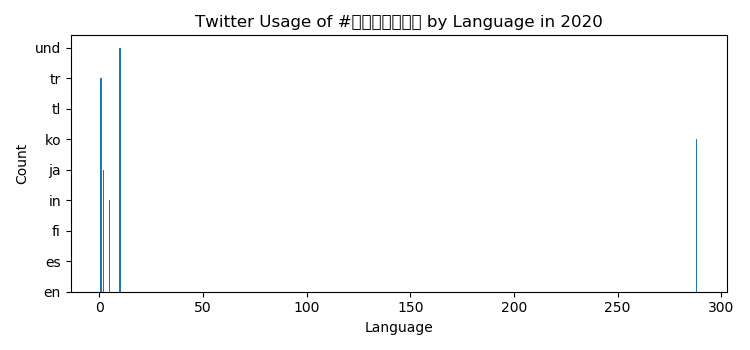 Twitter Usage of #▯▯▯▯▯▯▯ by Language in 2020
und
tr
tl
ko
ja
in
fi
es
en
Count
0 50 100 150 200 250 300
Language